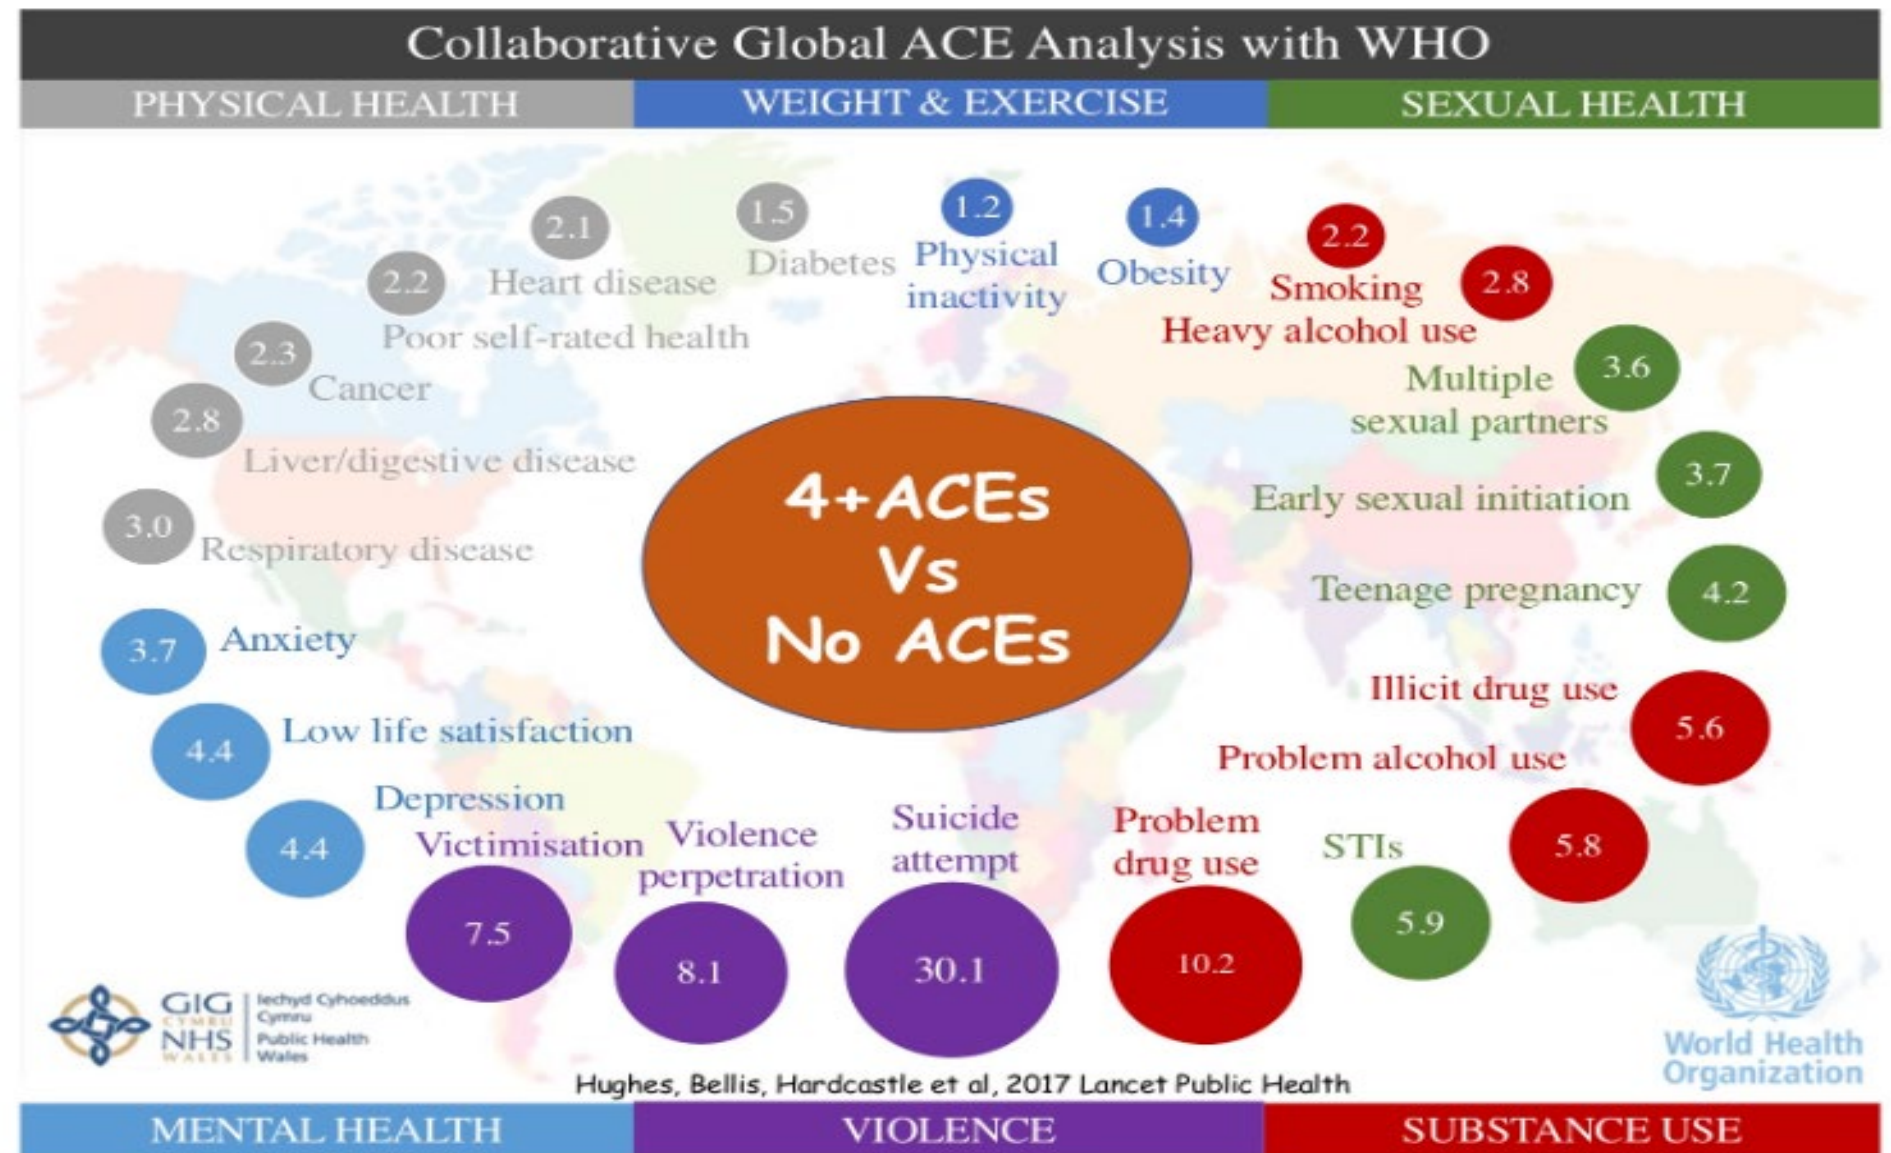 Collaborative Global ACE Analysis with WHO
PHYSICAL HEALTH
WEIGHT & EXERCISE
SEXUAL HEALTH
1.2
Physical
inactivity
1.4
Obesity
2.2
Smoking
2.8
Heavy alcohol use
3.6
Multiple
sexual partners
3.7
Early sexual initiation
4.2
Teenage pregnancy
5.6
Illicit drug use
5.8
Problem alcohol use
5.9
STIs
10.2
Problem
drug use
30.1
Suicide
attempt
8.1
Violence
perpetration
7.5
Victimisation
4.4
Depression
4.4
Low life satisfaction
3.7
Anxiety
3.0
Respiratory disease
2.8
Liver/digestive disease
2.3
Cancer
2.2
Poor self-rated health
2.1
Heart disease
1.5
Diabetes
4+ACEs
Vs
No ACEs
GIG
CYMRU
NHS
WALES
Iechyd Cyhoeddus
Cymru
Public Health
Wales
World Health
Organization
Hughes, Bellis, Hardcastle et al, 2017 Lancet Public Health
MENTAL HEALTH
VIOLENCE
SUBSTANCE USE